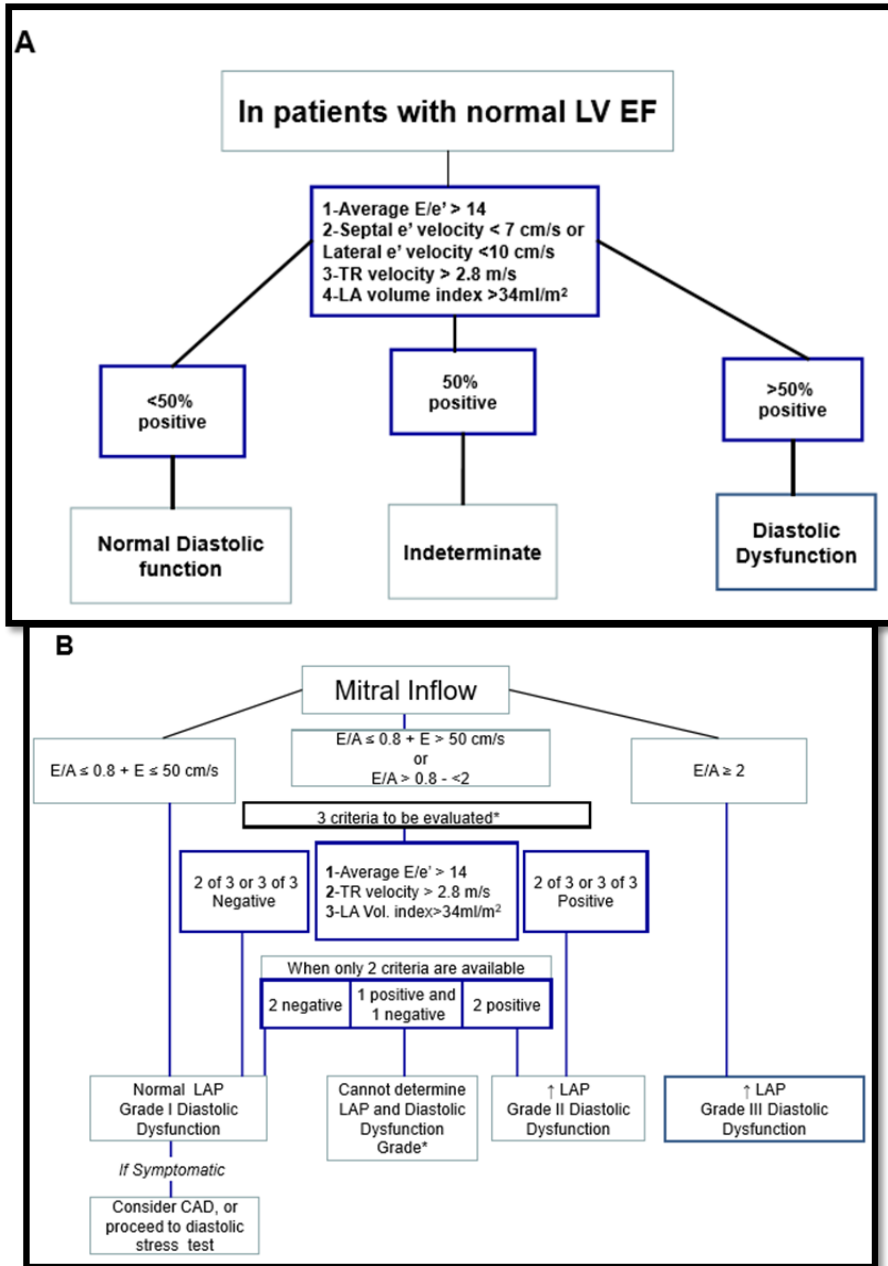 A
In patients with normal LV EF
1-Average E/e’ > 14
2-Septal e’ velocity < 7 cm/s or
Lateral e’ velocity <10 cm/s
3-TR velocity > 2.8 m/s
4-LA volume index >34ml/m²
<50%
positive
50%
positive
>50%
positive
Normal Diastolic
function
Indeterminate
Diastolic
Dysfunction
B
Mitral Inflow
E/A ≤ 0.8 + E ≤ 50 cm/s
E/A ≤ 0.8 + E > 50 cm/s
or
E/A > 0.8 - <2
E/A ≥ 2
3 criteria to be evaluated*
2 of 3 or 3 of 3
Negative
1-Average E/e’ > 14
2-TR velocity > 2.8 m/s
3-LA Vol. index>34ml/m²
2 of 3 or 3 of 3
Positive
When only 2 criteria are available
2 negative
1 positive and
1 negative
2 positive
Normal LAP
Grade I Diastolic
Dysfunction
Cannot determine
LAP and Diastolic
Dysfunction
Grade*
↑ LAP
Grade II Diastolic
Dysfunction
↑ LAP
Grade III Diastolic
Dysfunction
If Symptomatic
Consider CAD, or
proceed to diastolic
stress test